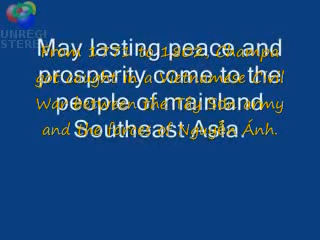 UNREGI
STERE
May lasting peace and
prosperity come to the
people of mainland
Southeast Asia.
From 1771 to 1802, Champa
got caught in a Vietnamese Civil
War between the Tây Sơn army
and the forces of Nguyễn Ánh.